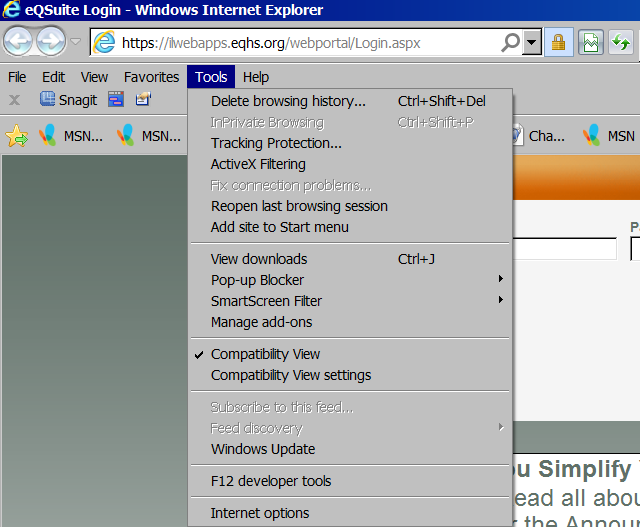 eQSuite Login - Windows Internet Explorer
https://ilwebapps.eqhs.org/webportal/Login.aspx
File Edit View Favorites Tools Help
x Snagit
MSN... MSN... Cha... MSN
Delete browsing history... Ctrl+Shift+Del
InPrivate Browsing Ctrl+Shift+P
Tracking Protection...
ActiveX Filtering
Fix connection problems...
Reopen last browsing session
Add site to Start menu
View downloads Ctrl+J
Pop-up Blocker
SmartScreen Filter
Manage add-ons
Compatibility View
Compatibility View settings
Subscribe to this feed...
Feed discovery
Windows Update
F12 developer tools
Internet options
ou Simplify
ead all abou
the Announ